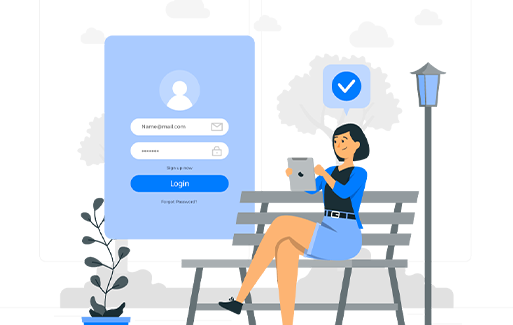 Name@mail.com
••••••••
Sign up now
Login
Forgot Password?